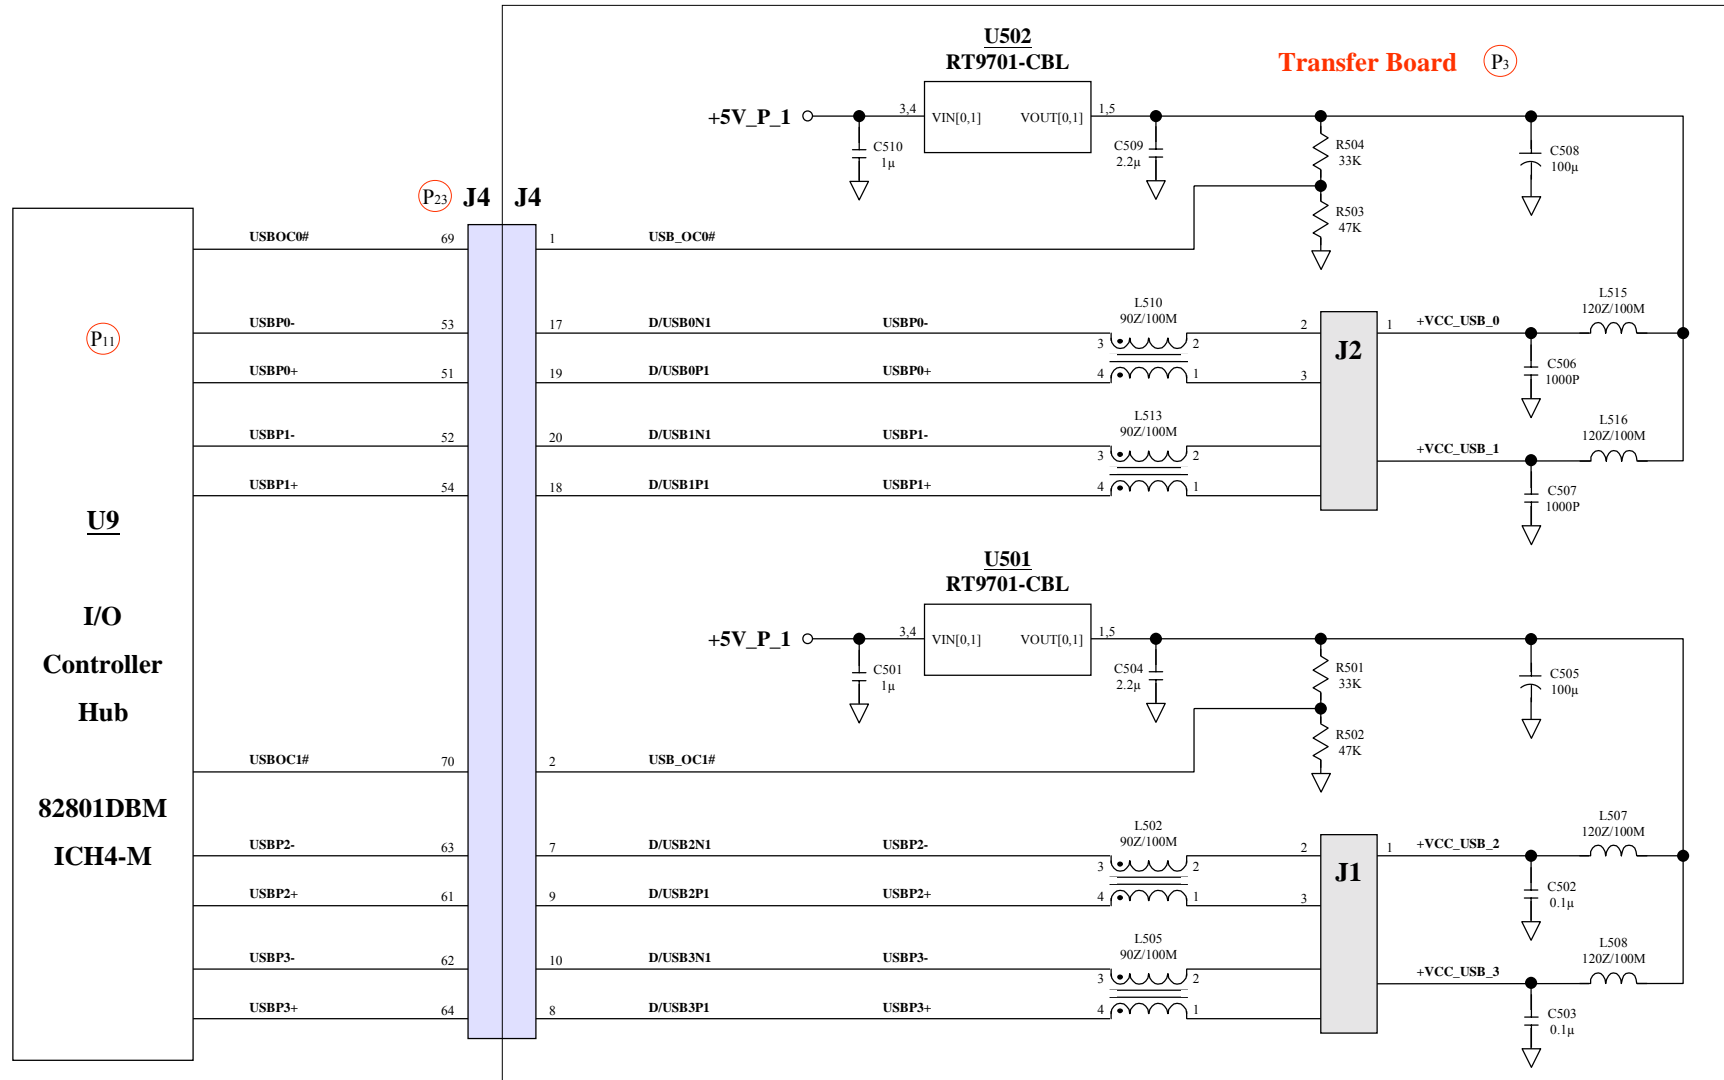 U502
RT9701-CBL
Transfer Board P3
+5V_P_1
3,4
VIN[0,1] VOUT[0,1]
1,5
C510
1μ
C509
2.2μ
R504
33K
C508
100μ
R503
47K
P23 J4 J4
USBOC0# 69 1 USB_OC0#
P11
USBP0- 53 17 D/USB0N1 USBP0-
L510
90Z/100M
3 2
4 1
2
3
J2
1 +VCC_USB_0
L515
120Z/100M
USBP0+ 51 19 D/USB0P1 USBP0+
C506
1000P
USBP1- 52 20 D/USB1N1 USBP1-
L513
90Z/100M
3 2
4 1
+VCC_USB_1
L516
120Z/100M
USBP1+ 54 18 D/USB1P1 USBP1+
C507
1000P
U9
I/O
Controller
Hub
82801DBM
ICH4-M
U501
RT9701-CBL
+5V_P_1
3,4
VIN[0,1] VOUT[0,1]
1,5
C501
1μ
C504
2.2μ
R501
33K
C505
100μ
R502
47K
USBOC1# 70 2 USB_OC1#
USBP2- 63 7 D/USB2N1 USBP2-
L502
90Z/100M
3 2
4 1
2
3
J1
1 +VCC_USB_2
L507
120Z/100M
USBP2+ 61 9 D/USB2P1 USBP2+
C502
0.1μ
USBP3- 62 10 D/USB3N1 USBP3-
L505
90Z/100M
3 2
4 1
+VCC_USB_3
L508
120Z/100M
USBP3+ 64 8 D/USB3P1 USBP3+
C503
0.1μ